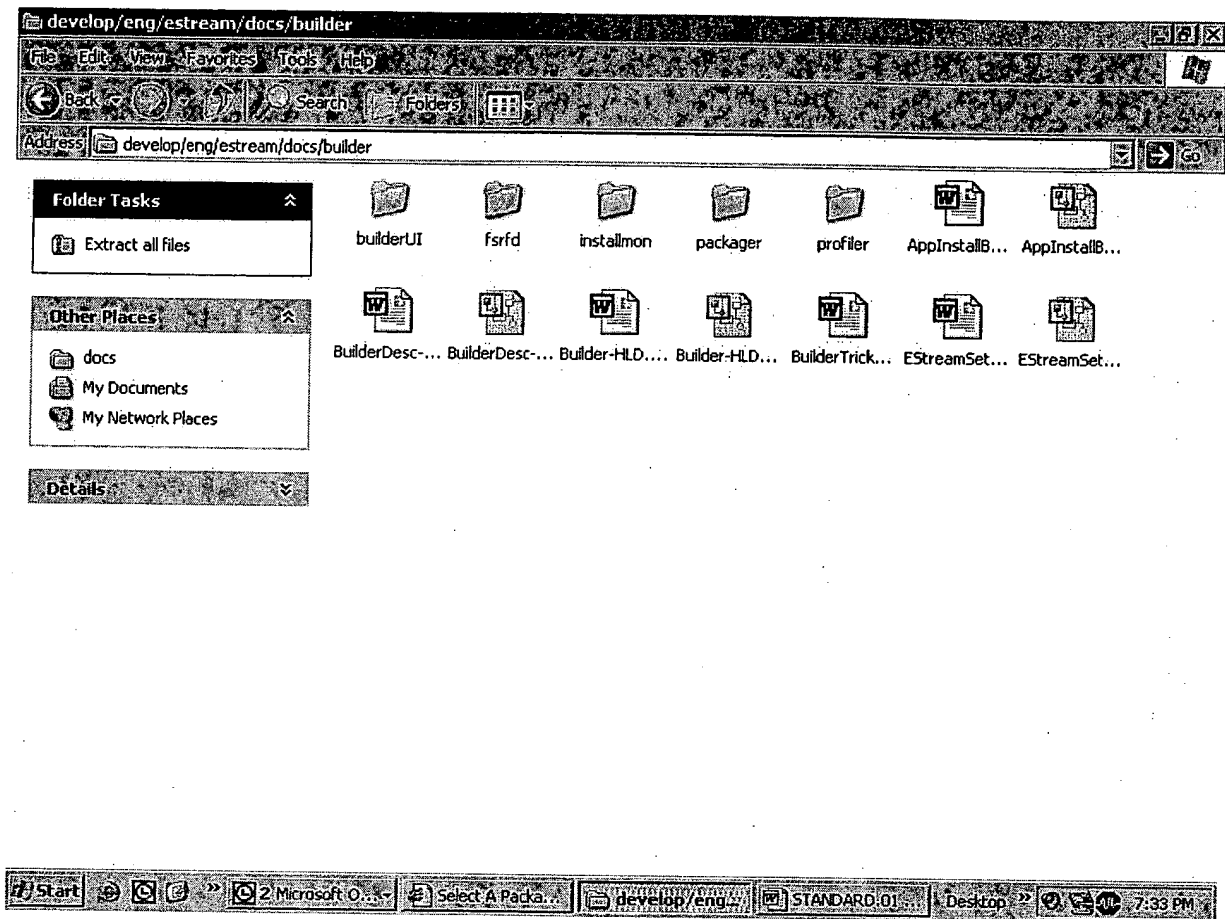 develop/eng/estream/docs/builder
File Edit View Favorites Tools Help
Back Search Folders
Address develop/eng/estream/docs/builder Go
Folder Tasks
Extract all files
Other Places
docs
My Documents
My Network Places
Details
builderUI fsrfd installmon packager profiler AppInstallB... AppInstallB...
BuilderDesc-... BuilderDesc-... Builder-HLD.... Builder-HLD... BuilderTrick... EStreamSet... EStreamSet...
Start 2 Microsoft O... Select A Packa... develop/eng... STANDARD-01 ... Desktop 7:33 PM